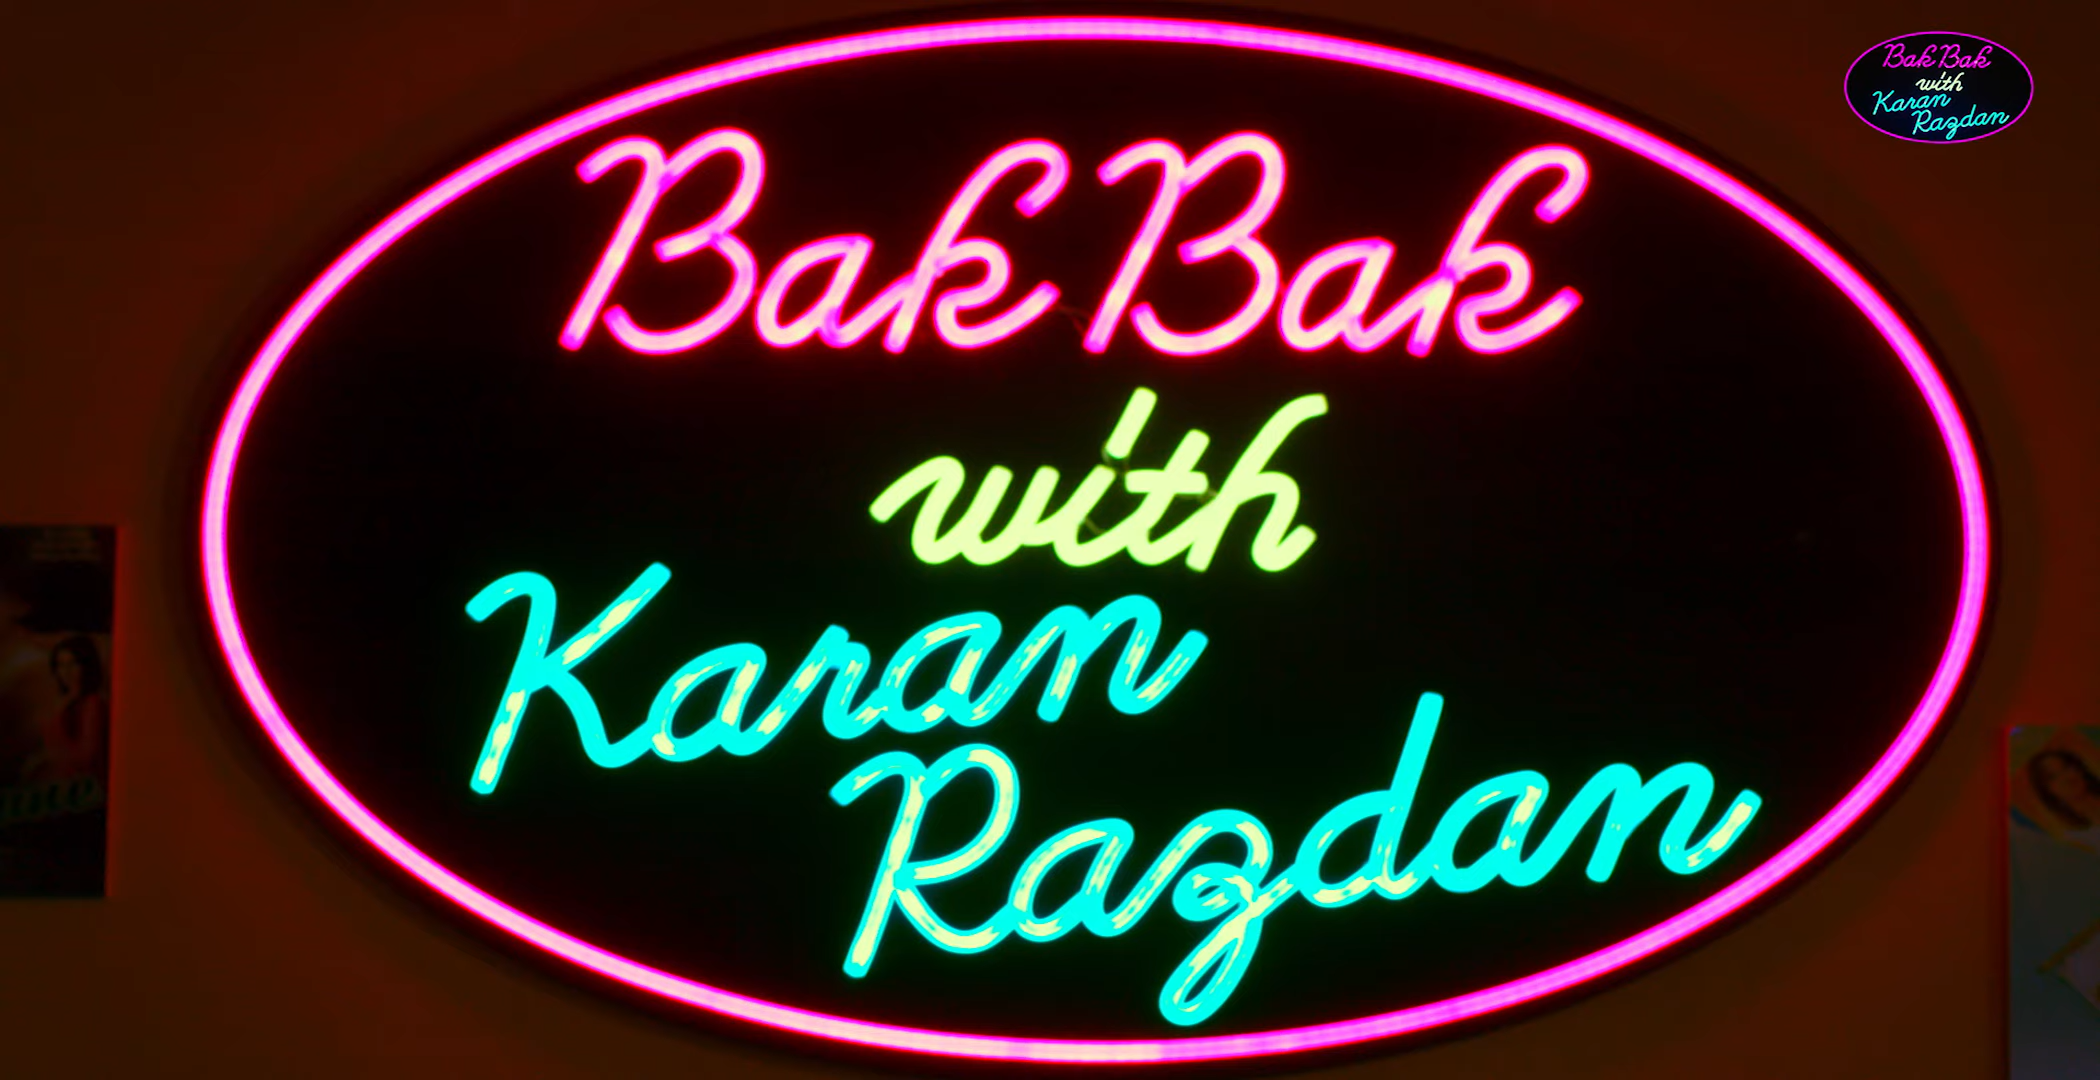 Bak Bak
with
Karan
Razdan
Bak Bak
with
Karan
Razdan